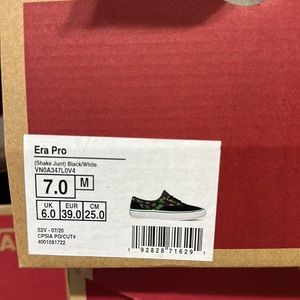 Era Pro
(Shake Junt) Black/White
VN0A347L0V4
7.0 M
UK EUR CM
6.0 39.0 25.0
S2V - 07/20
CPSIA PO/CUT#
4001081722
1 92828 71629 1